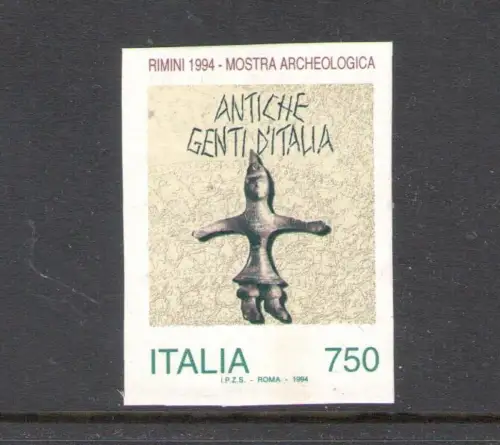 RIMINI 1994 - MOSTRA ARCHEOLOGICA
ANTICHE
GENTI D'ITALIA
ITALIA 750
I.P.Z.S. - ROMA - 1994